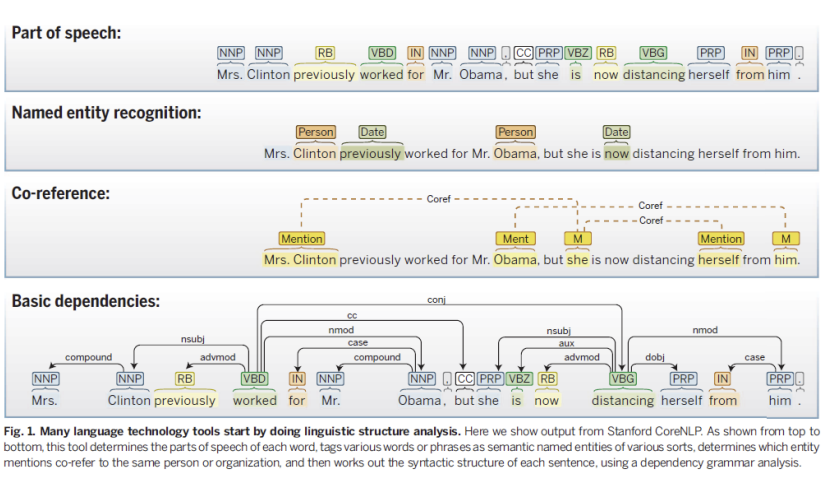 Part of speech:
NNP NNP RB VBD IN NNP NNP , CC PRP VBZ RB VBG PRP IN PRP .
Mrs. Clinton previously worked for Mr. Obama, but she is now distancing herself from him .
Named entity recognition:
Person Date Person Date
Mrs. Clinton previously worked for Mr. Obama, but she is now distancing herself from him.
Co-reference:
Coref
Coref
Coref
Mention Ment M Mention M
Mrs. Clinton previously worked for Mr. Obama, but she is now distancing herself from him.
Basic dependencies:
conj
cc
nsubj nmod nsubj nmod
case aux
compound advmod compound advmod dobj case
NNP NNP RB VBD IN NNP NNP , CC PRP VBZ RB VBG PRP IN PRP .
Mrs. Clinton previously worked for Mr. Obama , but she is now distancing herself from him .
Fig. 1. Many language technology tools start by doing linguistic structure analysis. Here we show output from Stanford CoreNLP. As shown from top to
bottom, this tool determines the parts of speech of each word, tags various words or phrases as semantic named entities of various sorts, determines which entity
mentions co-refer to the same person or organization, and then works out the syntactic structure of each sentence, using a dependency grammar analysis.